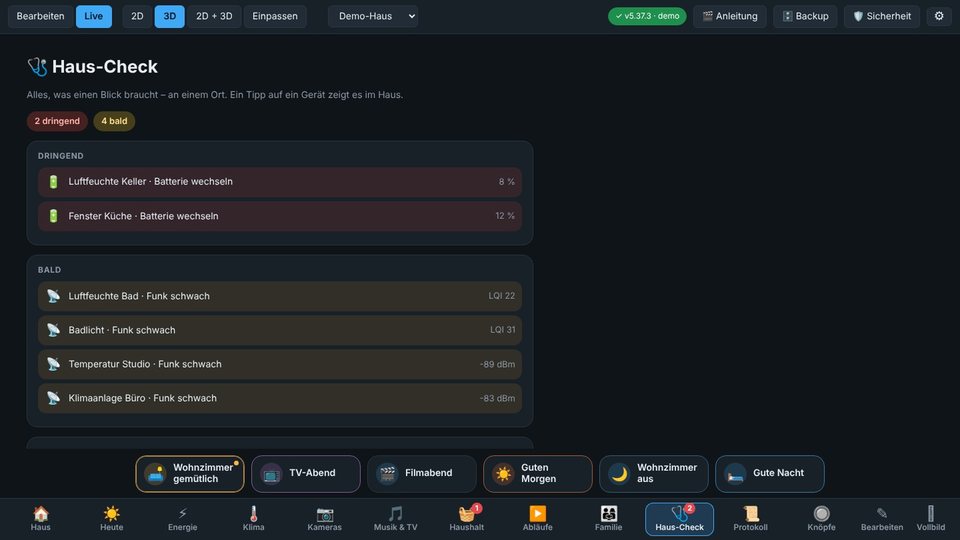 Bearbeiten Live 2D 3D 2D + 3D Einpassen Demo-Haus ✓ v5.37.3 · demo Anleitung Backup Sicherheit
Haus-Check
Alles, was einen Blick braucht – an einem Ort. Ein Tipp auf ein Gerät zeigt es im Haus.
2 dringend 4 bald
DRINGEND
Luftfeuchte Keller · Batterie wechseln 8 %
Fenster Küche · Batterie wechseln 12 %
BALD
Luftfeuchte Bad · Funk schwach LQI 22
Badlicht · Funk schwach LQI 31
Temperatur Studio · Funk schwach -89 dBm
Klimaanlage Büro · Funk schwach -83 dBm
Wohnzimmer gemütlich
TV-Abend
Filmabend
Guten Morgen
Wohnzimmer aus
Gute Nacht
Haus Heute Energie Klima Kameras Musik & TV Haushalt 1 Abläufe Familie Haus-Check 2 Protokoll Knöpfe Bearbeiten Vollbild